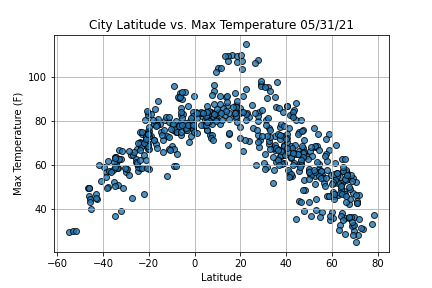 City Latitude vs. Max Temperature 05/31/21
Max Temperature (F)
100
80
60
40
−60 −40 −20 0 20 40 60 80
Latitude